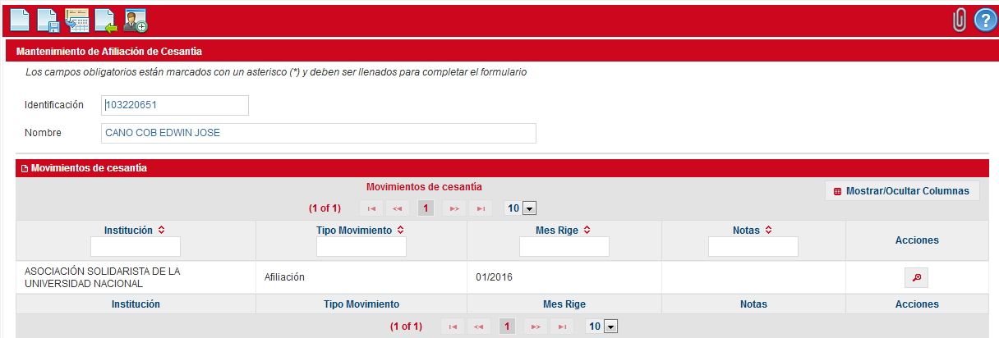 Mantenimiento de Afiliación de Cesantía
Los campos obligatorios están marcados con un asterisco (*) y deben ser llenados para completar el formulario
Identificación 103220651
Nombre CANO COB EDWIN JOSE
Movimientos de cesantía
Movimientos de cesantía
Mostrar/Ocultar Columnas
(1 of 1) 1 10
Institución Tipo Movimiento Mes Rige Notas Acciones
ASOCIACIÓN SOLIDARISTA DE LA
UNIVERSIDAD NACIONAL Afiliación 01/2016
Institución Tipo Movimiento Mes Rige Notas Acciones
(1 of 1) 1 10